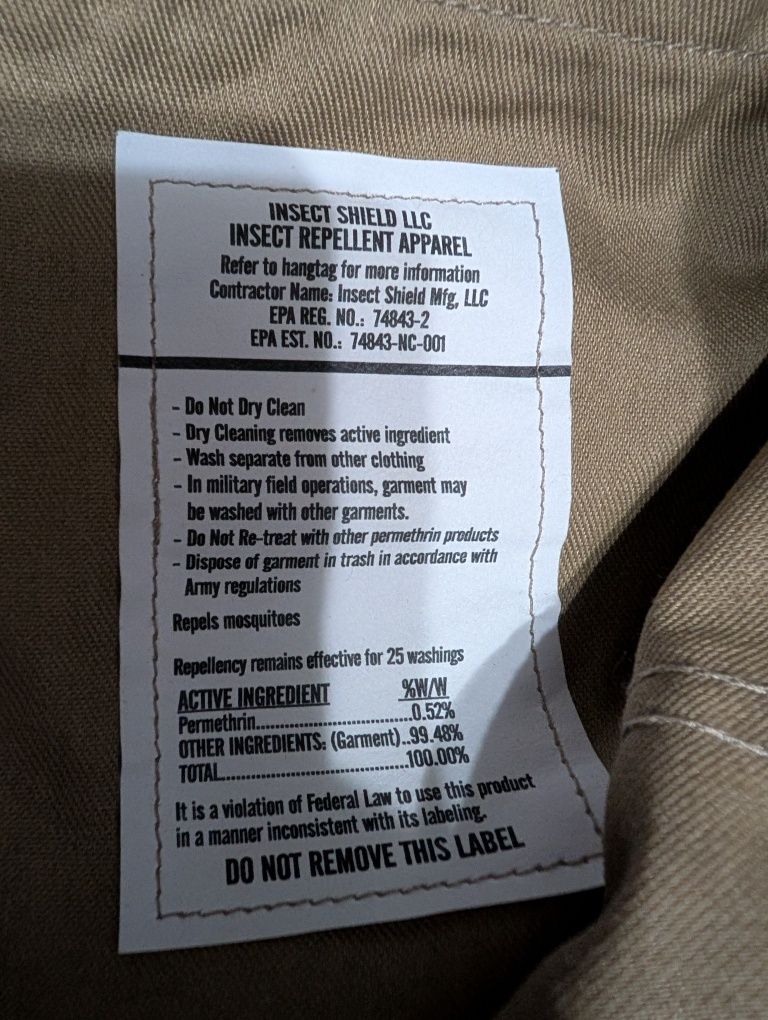 INSECT SHIELD LLC
INSECT REPELLENT APPAREL
Refer to hangtag for more information
Contractor Name: Insect Shield Mfg, LLC
EPA REG. NO.: 74843-2
EPA EST. NO.: 74843-NC-001
- Do Not Dry Clean
- Dry Cleaning removes active ingredient
- Wash separate from other clothing
- In military field operations, garment may
be washed with other garments.
- Do Not Re-treat with other permethrin products
- Dispose of garment in trash in accordance with
Army regulations
Repels mosquitoes
Repellency remains effective for 25 washings
ACTIVE INGREDIENT %W/W
Permethrin....................................0.52%
OTHER INGREDIENTS: (Garment)..99.48%
TOTAL...........................................100.00%
It is a violation of Federal Law to use this product
in a manner inconsistent with its labeling.
DO NOT REMOVE THIS LABEL